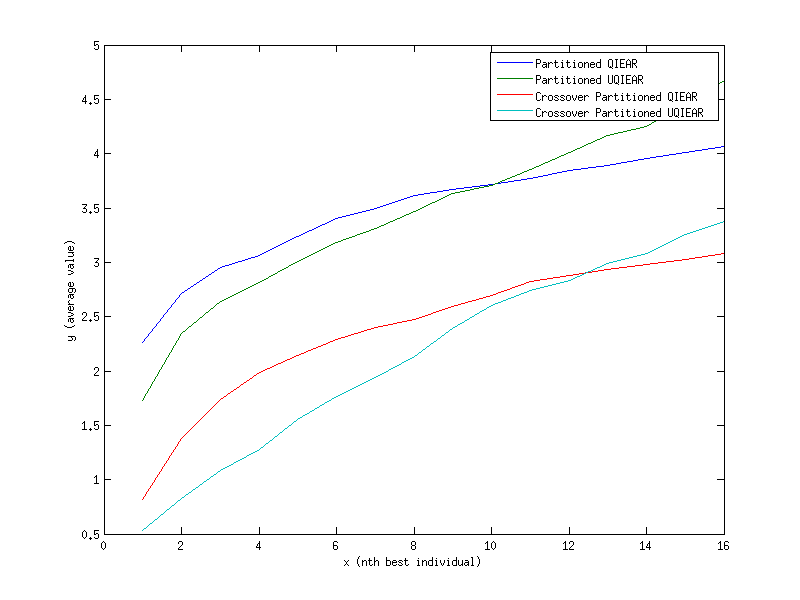 5
4.5
4
3.5
3
2.5
2
1.5
1
0.5
y (average value)
Partitioned QIEAR
Partitioned UQIEAR
Crossover Partitioned QIEAR
Crossover Partitioned UQIEAR
0 2 4 6 8 10 12 14 16
x (nth best individual)